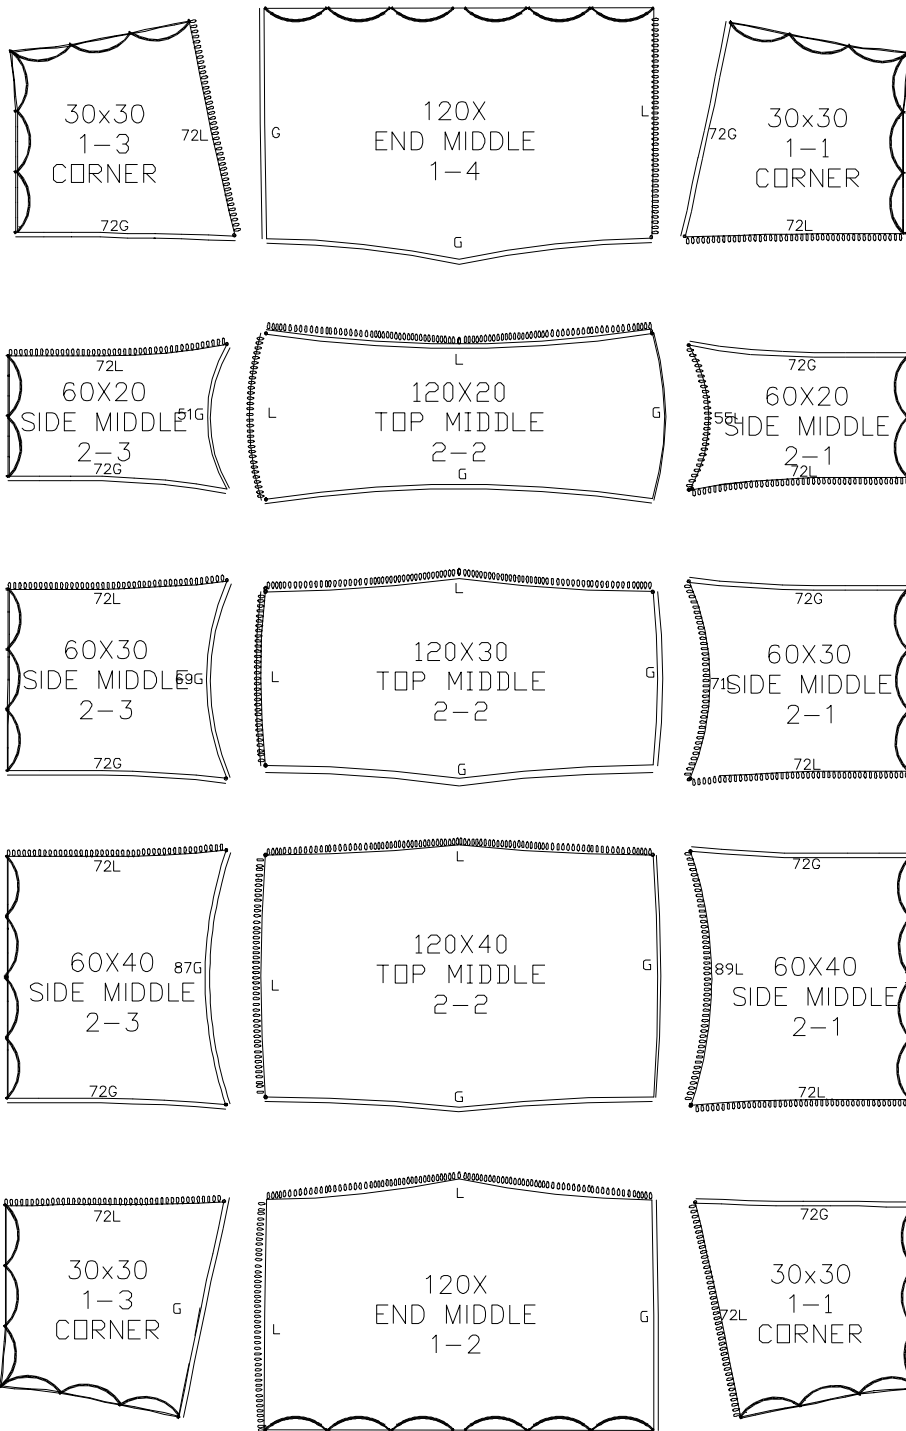 30x30
1-3
CORNER
72L
72G
120X
END MIDDLE
1-4
G
L
G
30x30
1-1
CORNER
72G
72L
72L
60X20
SIDE MIDDLE
2-3
51G
72G
L
120X20
TOP MIDDLE
2-2
L
G
G
72G
60X20
SIDE MIDDLE
2-1
55L
72L
72L
60X30
SIDE MIDDLE
2-3
69G
72G
L
120X30
TOP MIDDLE
2-2
L
G
G
72G
60X30
SIDE MIDDLE
2-1
71L
72L
72L
60X40
SIDE MIDDLE
2-3
87G
72G
L
120X40
TOP MIDDLE
2-2
L
G
G
72G
60X40
SIDE MIDDLE
2-1
89L
72L
72L
30x30
1-3
CORNER
G
L
120X
END MIDDLE
1-2
L
G
72G
30x30
1-1
CORNER
72L